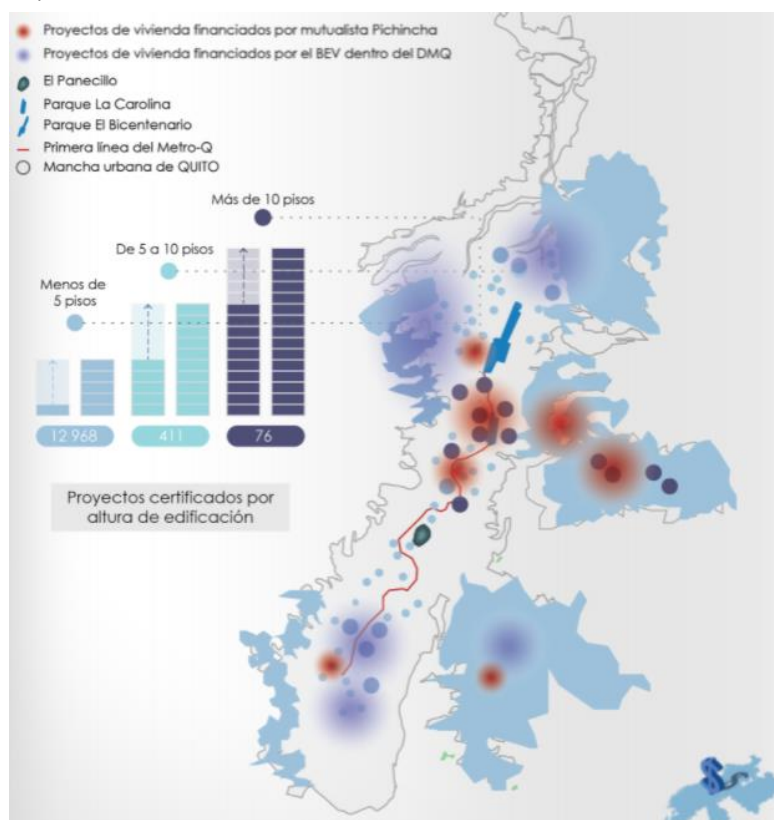 Proyectos de vivienda financiados por mutualista Pichincha
Proyectos de vivienda financiados por el BEV dentro del DMQ
El Panecillo
Parque La Carolina
Parque El Bicentenario
Primera línea del Metro-Q
Mancha urbana de QUITO
Más de 10 pisos
De 5 a 10 pisos
Menos de
5 pisos
12 968
411
76
Proyectos certificados por
altura de edificación